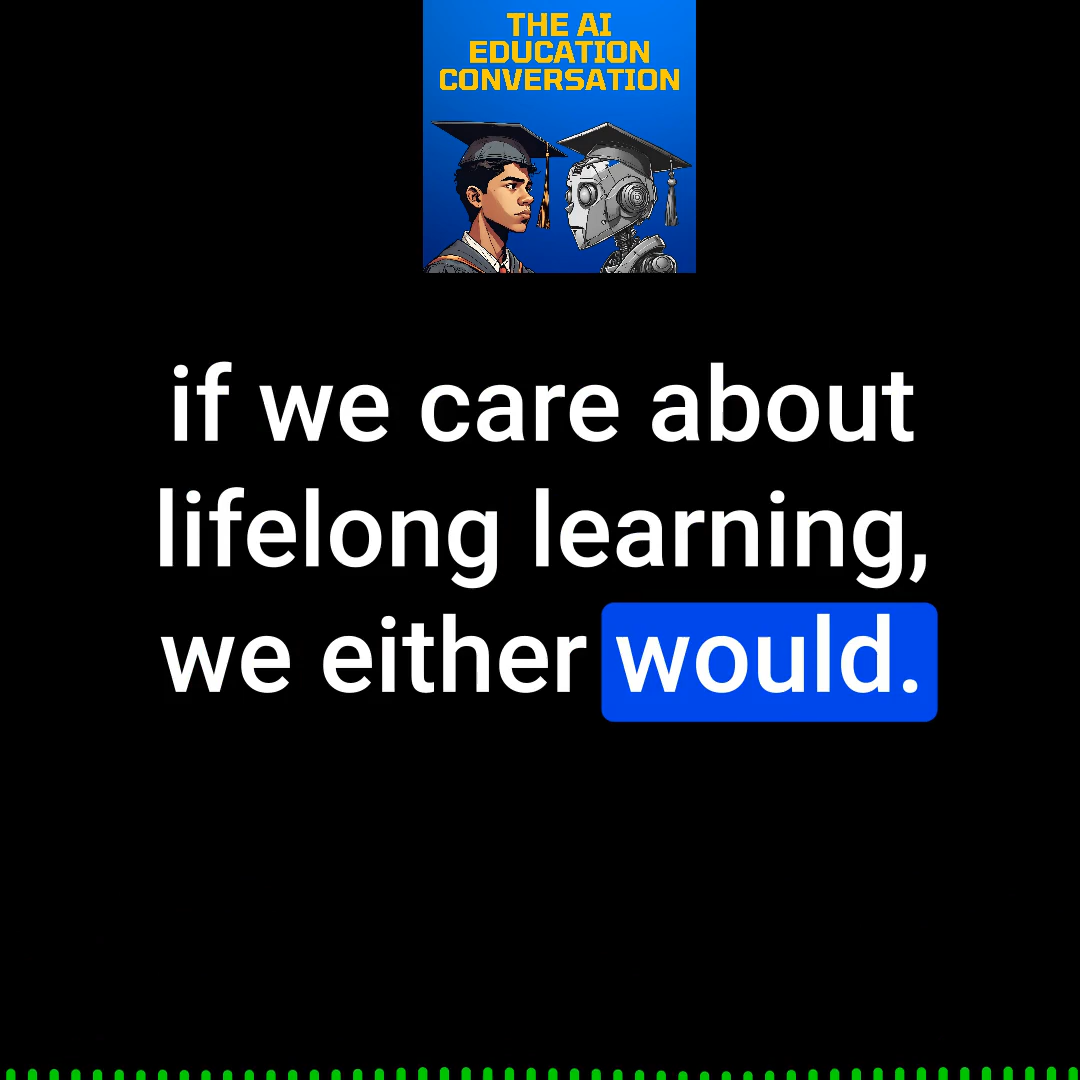 THE AI
EDUCATION
CONVERSATION
if we care about
lifelong learning,
we either would.